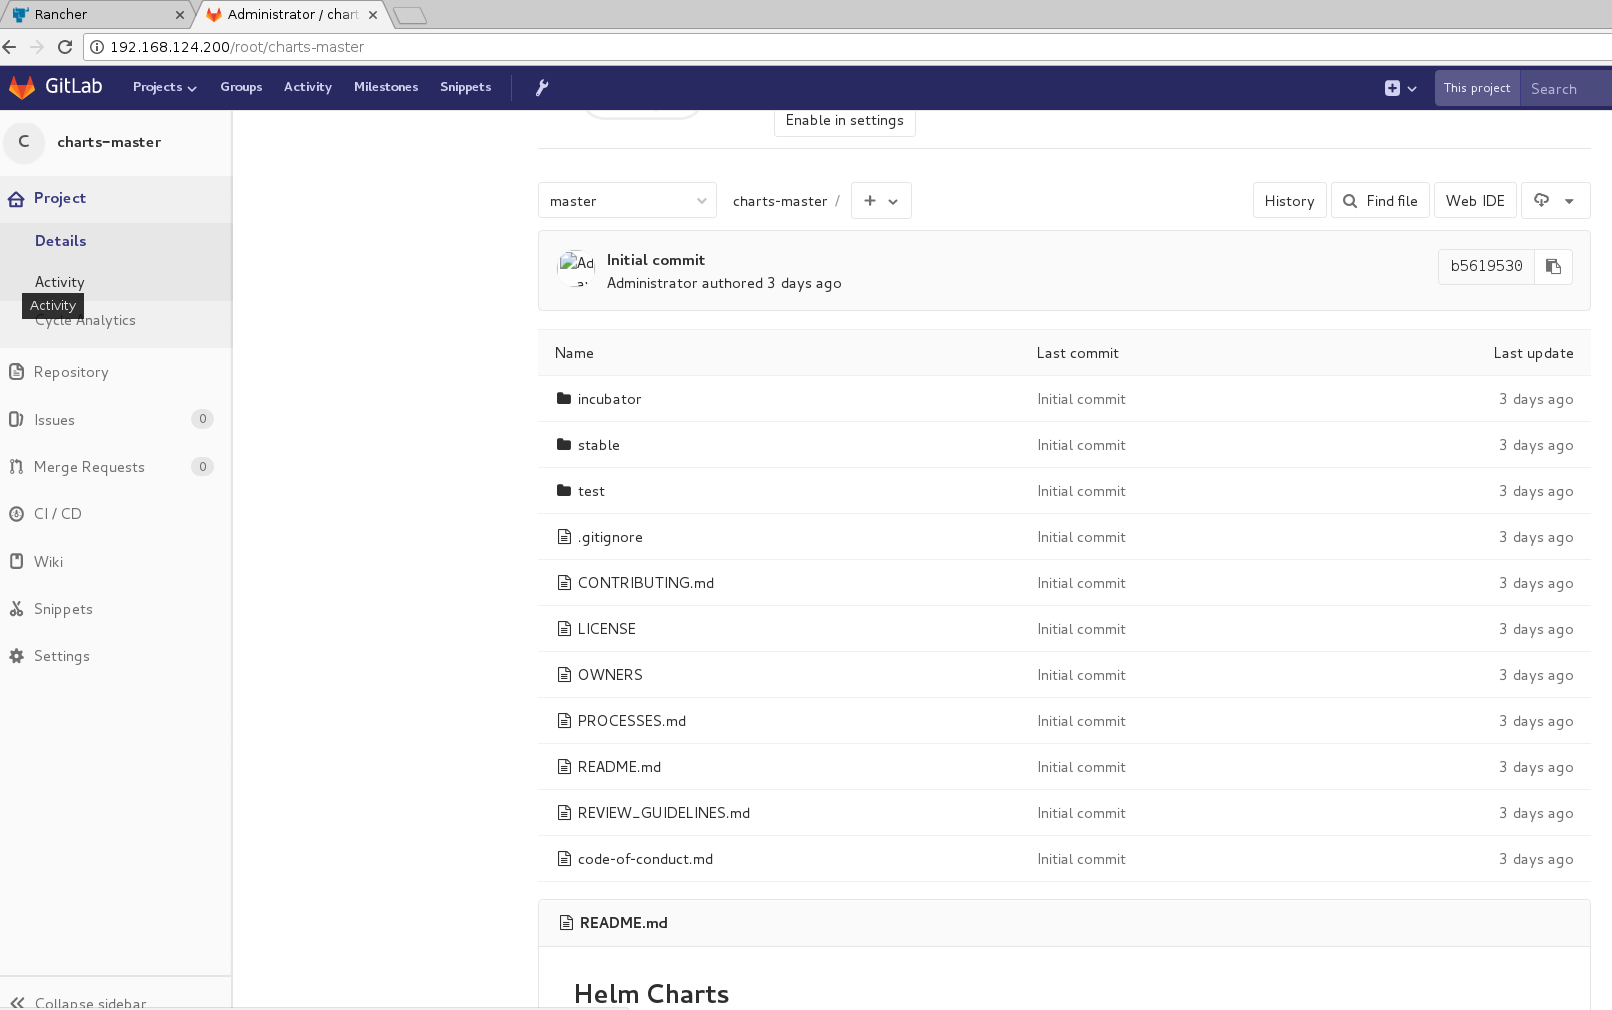 Rancher
Administrator / chart
192.168.124.200/root/charts-master
GitLab Projects Groups Activity Milestones Snippets This project Search
C charts-master
Project
Details
Activity
Activity
Cycle Analytics
Repository
Issues 0
Merge Requests 0
CI / CD
Wiki
Snippets
Settings
Collapse sidebar
Enable in settings
master charts-master / + History Find file Web IDE
Ad
Initial commit
Administrator authored 3 days ago
b5619530
Name Last commit Last update
incubator Initial commit 3 days ago
stable Initial commit 3 days ago
test Initial commit 3 days ago
.gitignore Initial commit 3 days ago
CONTRIBUTING.md Initial commit 3 days ago
LICENSE Initial commit 3 days ago
OWNERS Initial commit 3 days ago
PROCESSES.md Initial commit 3 days ago
README.md Initial commit 3 days ago
REVIEW_GUIDELINES.md Initial commit 3 days ago
code-of-conduct.md Initial commit 3 days ago
README.md
Helm Charts